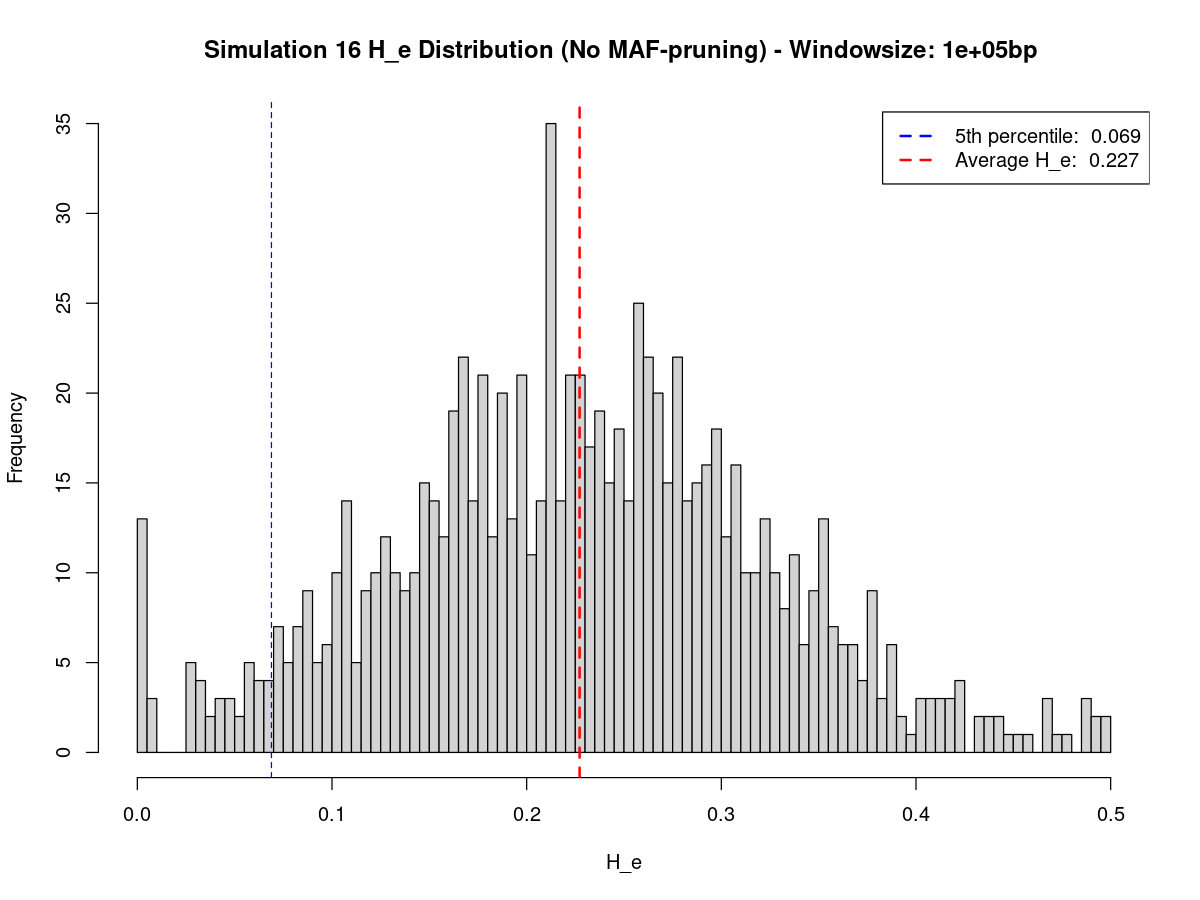 Simulation 16 H_e Distribution (No MAF-pruning) - Windowsize: 1e+05bp
5th percentile: 0.069
Average H_e: 0.227
Frequency
35
30
25
20
15
10
5
0
0.0 0.1 0.2 0.3 0.4 0.5
H_e